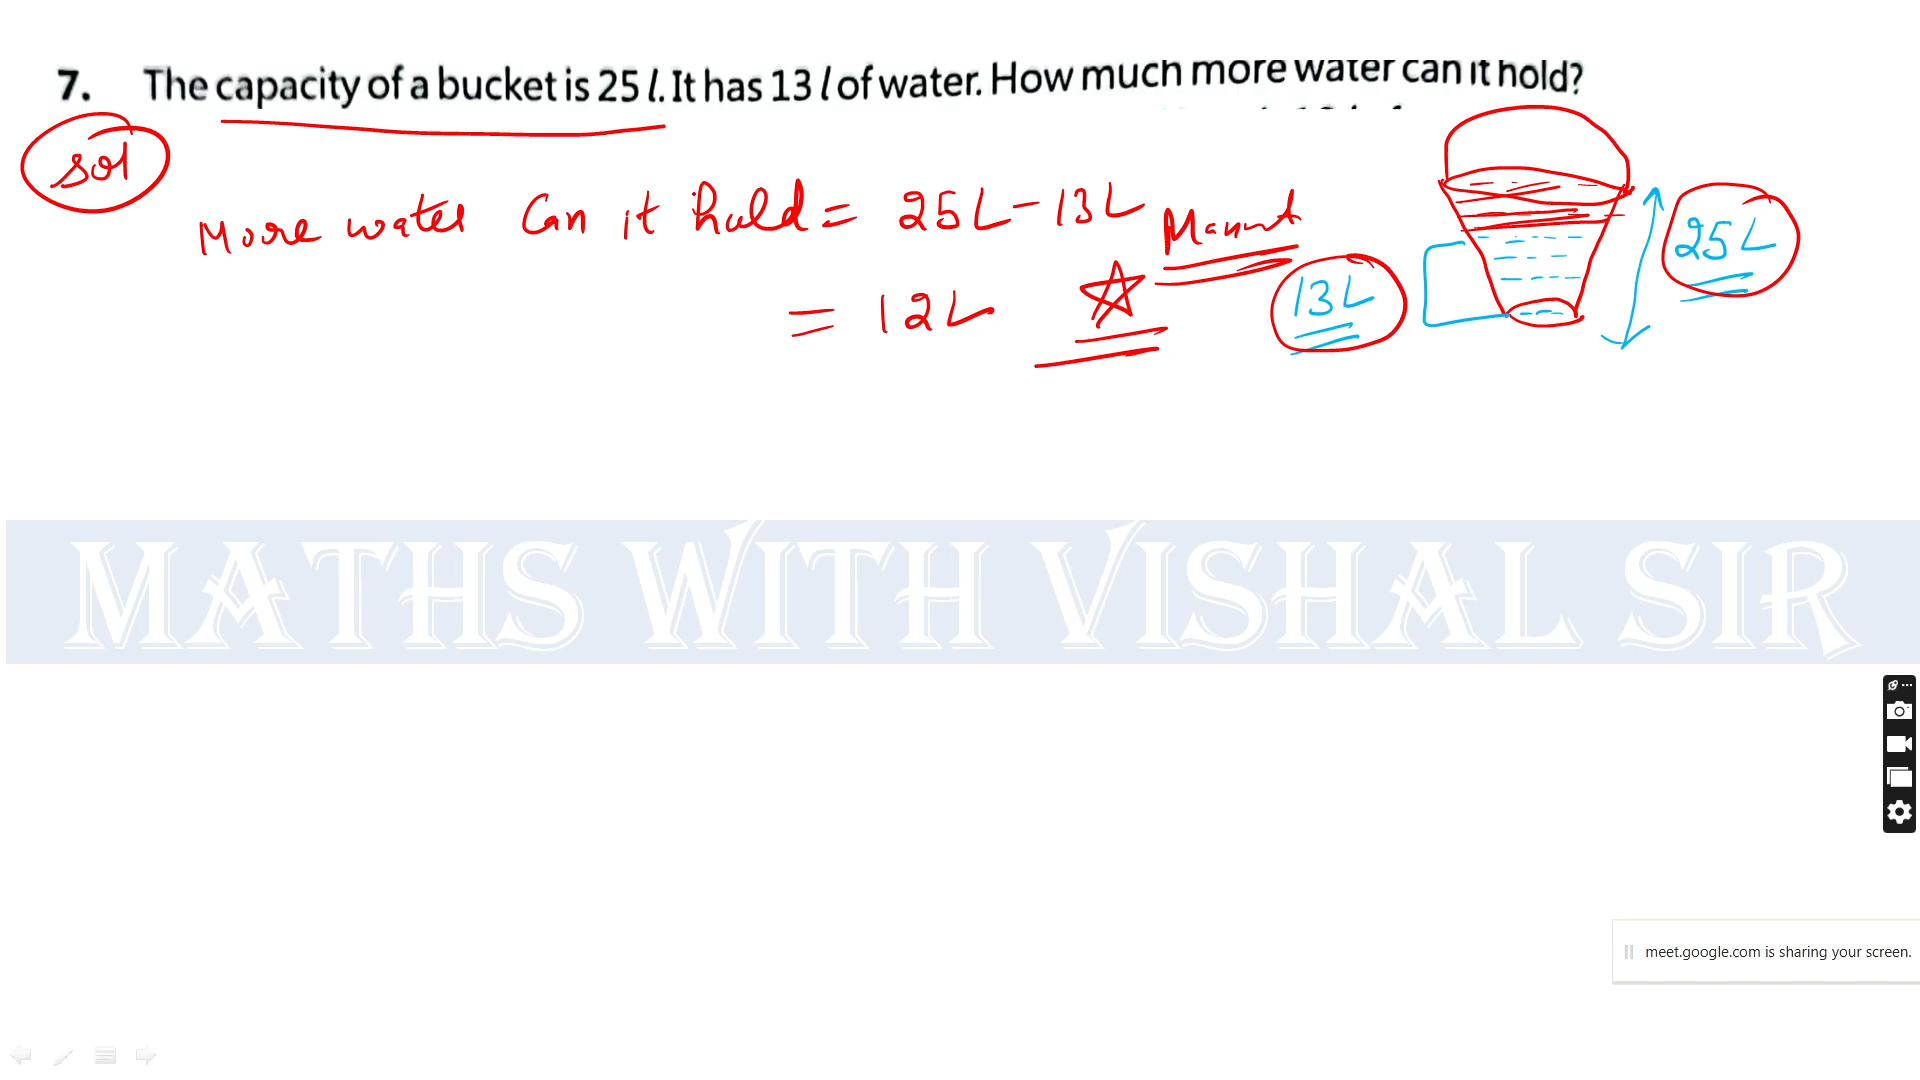 7. The capacity of a bucket is 25 l. It has 13 l of water. How much more water can it hold?
Sol
More water Can it hold = 25L - 13L
= 12L
13L
25L
MATHS WITH VISHAL SIR
meet.google.com is sharing your screen.